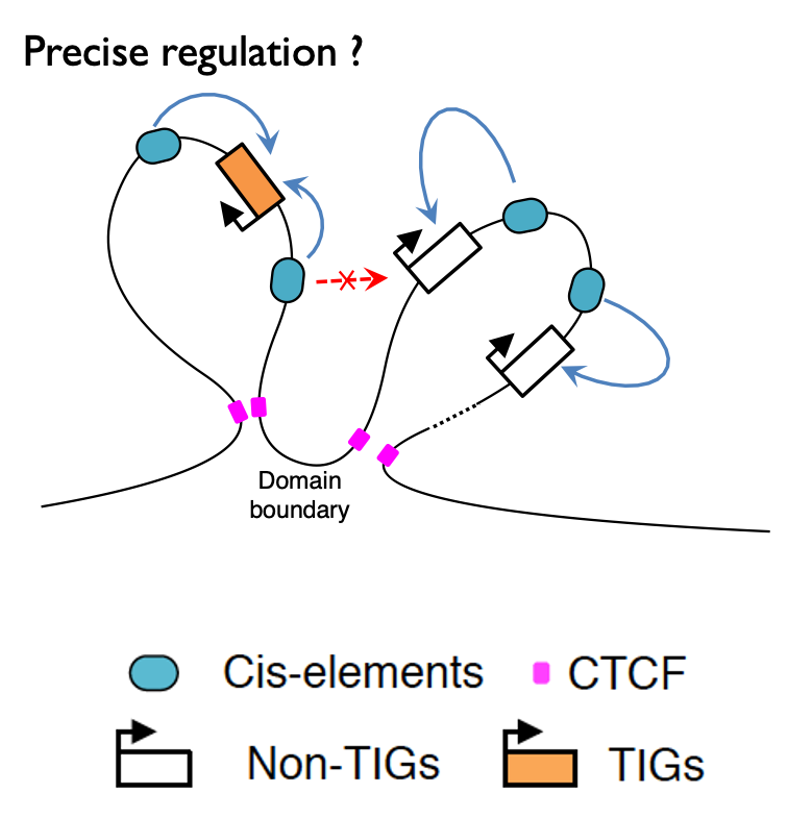 Precise regulation ?
Domain
boundary
Cis-elements
CTCF
Non-TIGs
TIGs